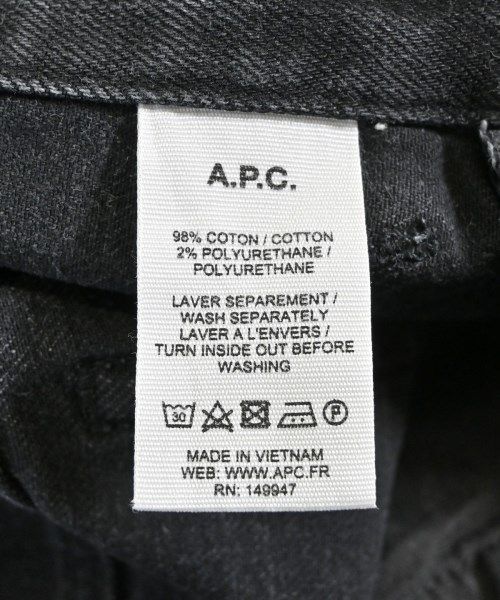 A.P.C.
98% COTON / COTTON
2% POLYURETHANE /
POLYURETHANE
LAVER SEPAREMENT /
WASH SEPARATELY
LAVER A L'ENVERS /
TURN INSIDE OUT BEFORE
WASHING
30 P
MADE IN VIETNAM
WEB: WWW.APC.FR
RN: 149947